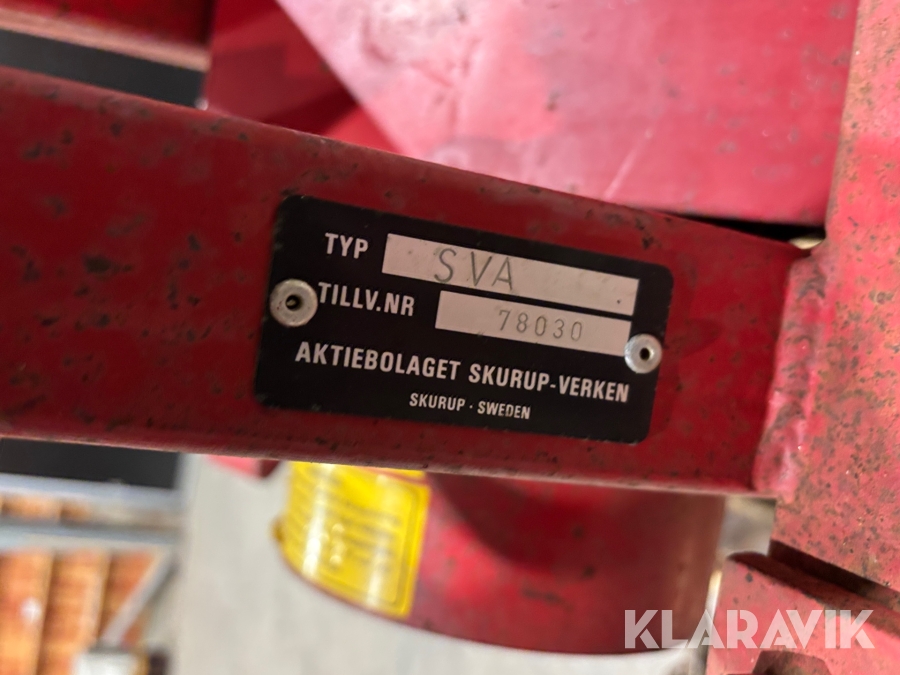 TYP SVA
TILLV.NR 78030
AKTIEBOLAGET SKURUP-VERKEN
SKURUP · SWEDEN
KLARAVIK